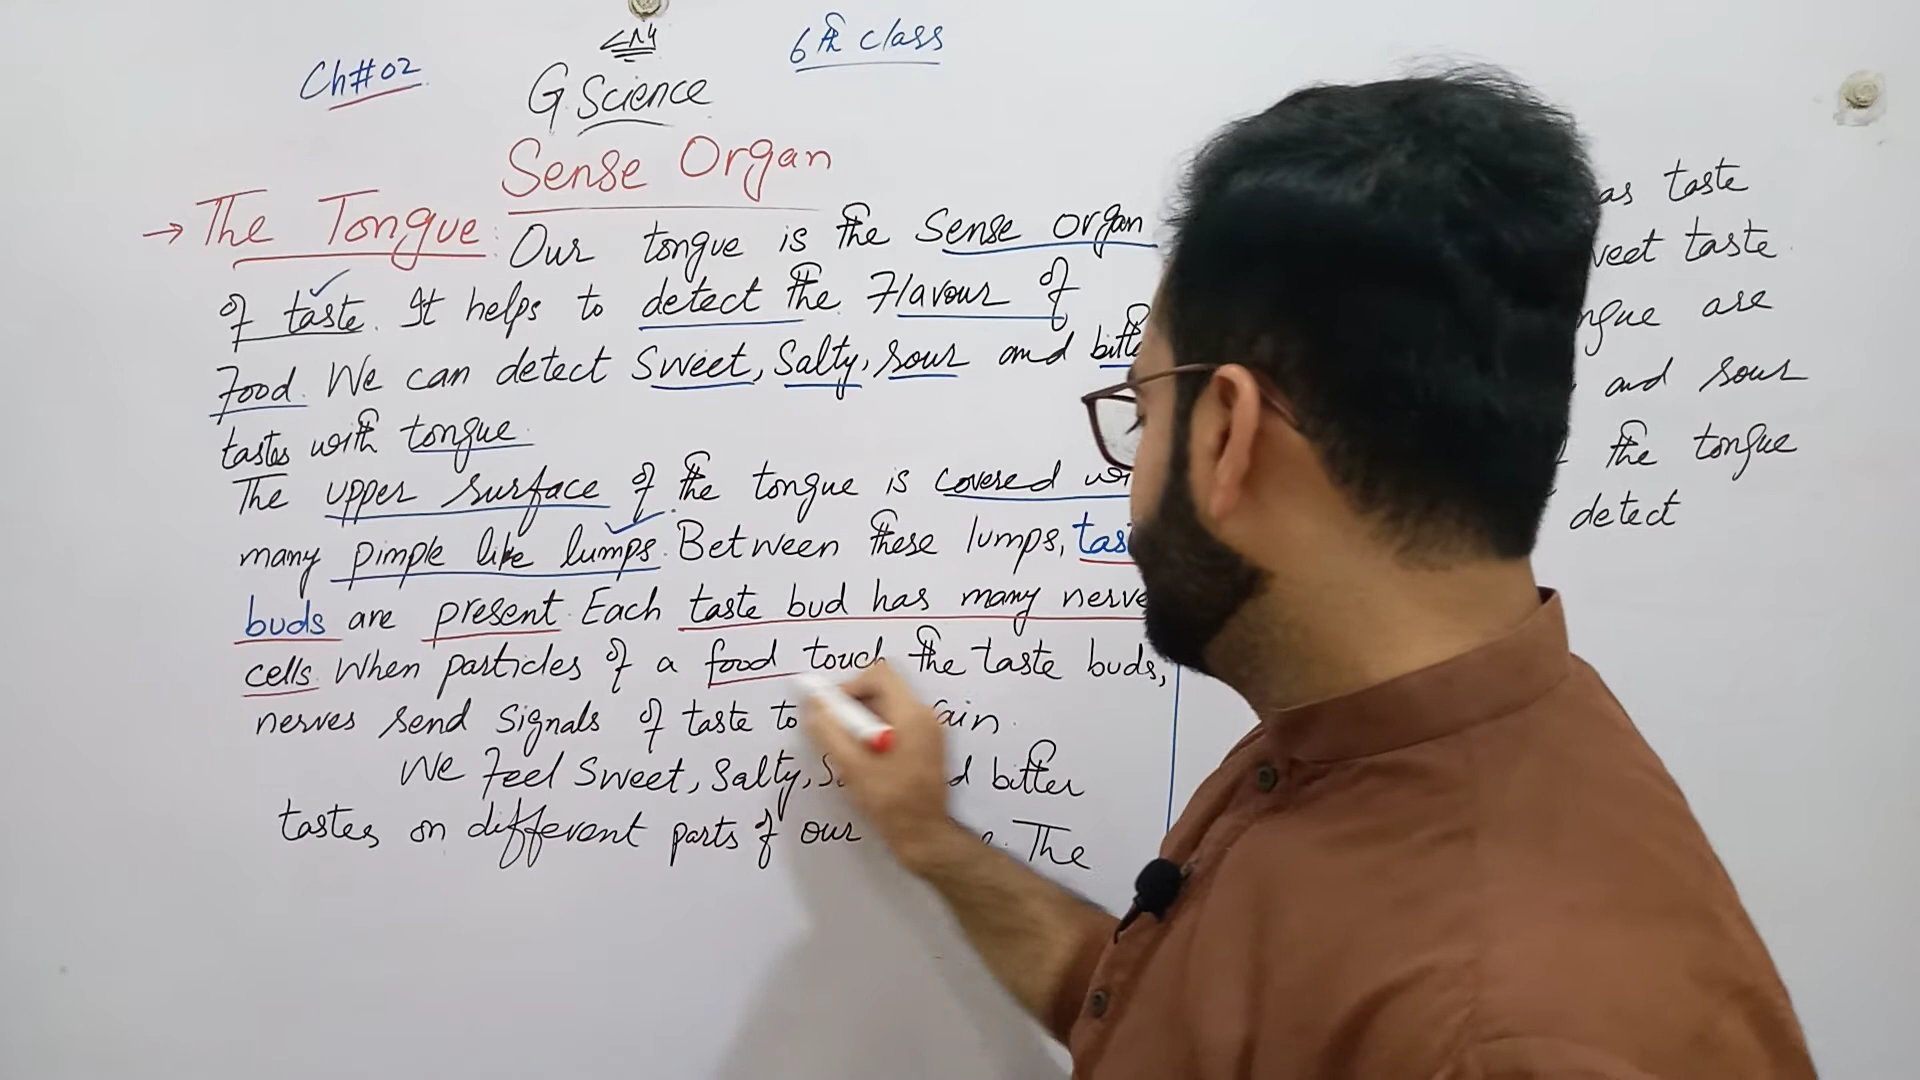 Ch#02
6th class
G.Science
Sense Organ
→ The Tongue: Our tongue is the Sense Organ
of taste. It helps to detect the Flavour of
Food. We can detect Sweet, Salty, sour and
tastes with tongue.
The upper surface of the tongue is covered
many pimple like lumps. Between these lumps,
buds are present. Each taste bud has many nerve
cells. When particles of a food touch the taste buds,
nerves send signals of taste to
We Feel Sweet, Salty, bitter
tastes on different parts of our The
as taste
taste
are
and sour
the tongue
detect